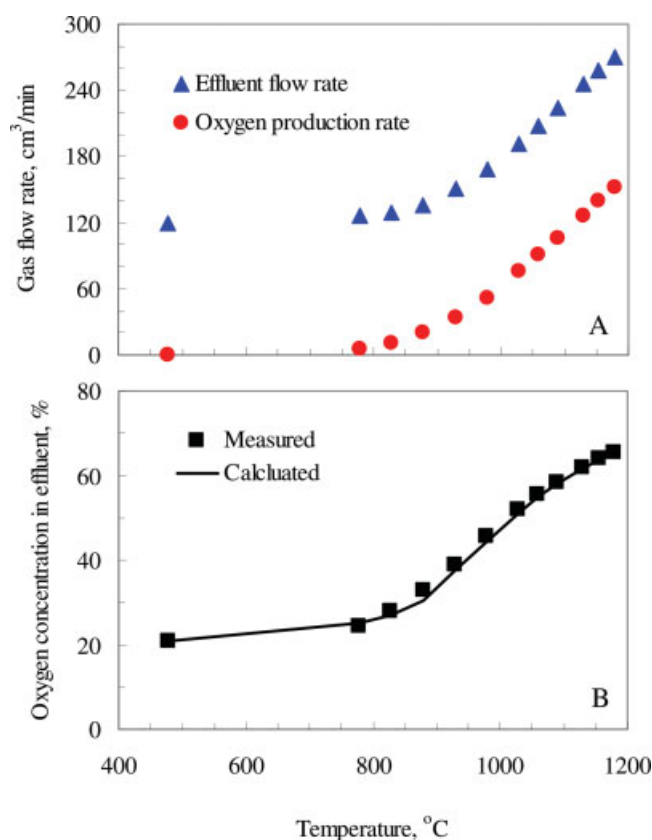 300
240
180
120
60
0
Gas flow rate, cm³/min
Effluent flow rate
Oxygen production rate
A
80
60
40
20
0
Oxygen concentration in effluent, %
Measured
Calcluated
B
400 600 800 1000 1200
Temperature, °C